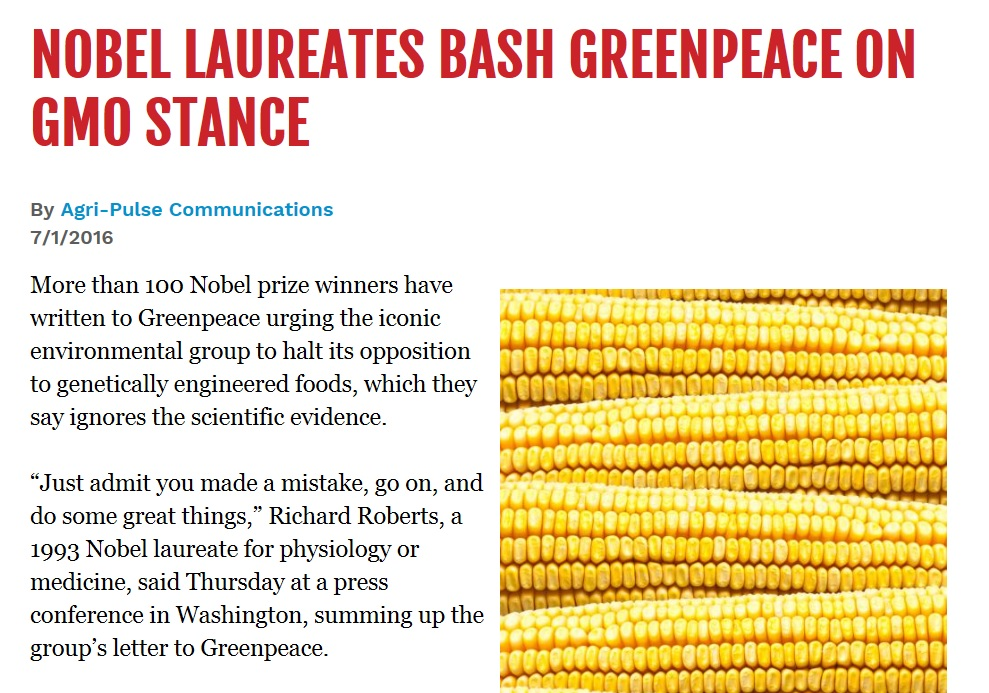 NOBEL LAUREATES BASH GREENPEACE ON
GMO STANCE
By Agri-Pulse Communications
7/1/2016
More than 100 Nobel prize winners have
written to Greenpeace urging the iconic
environmental group to halt its opposition
to genetically engineered foods, which they
say ignores the scientific evidence.
“Just admit you made a mistake, go on, and
do some great things,” Richard Roberts, a
1993 Nobel laureate for physiology or
medicine, said Thursday at a press
conference in Washington, summing up the
group’s letter to Greenpeace.